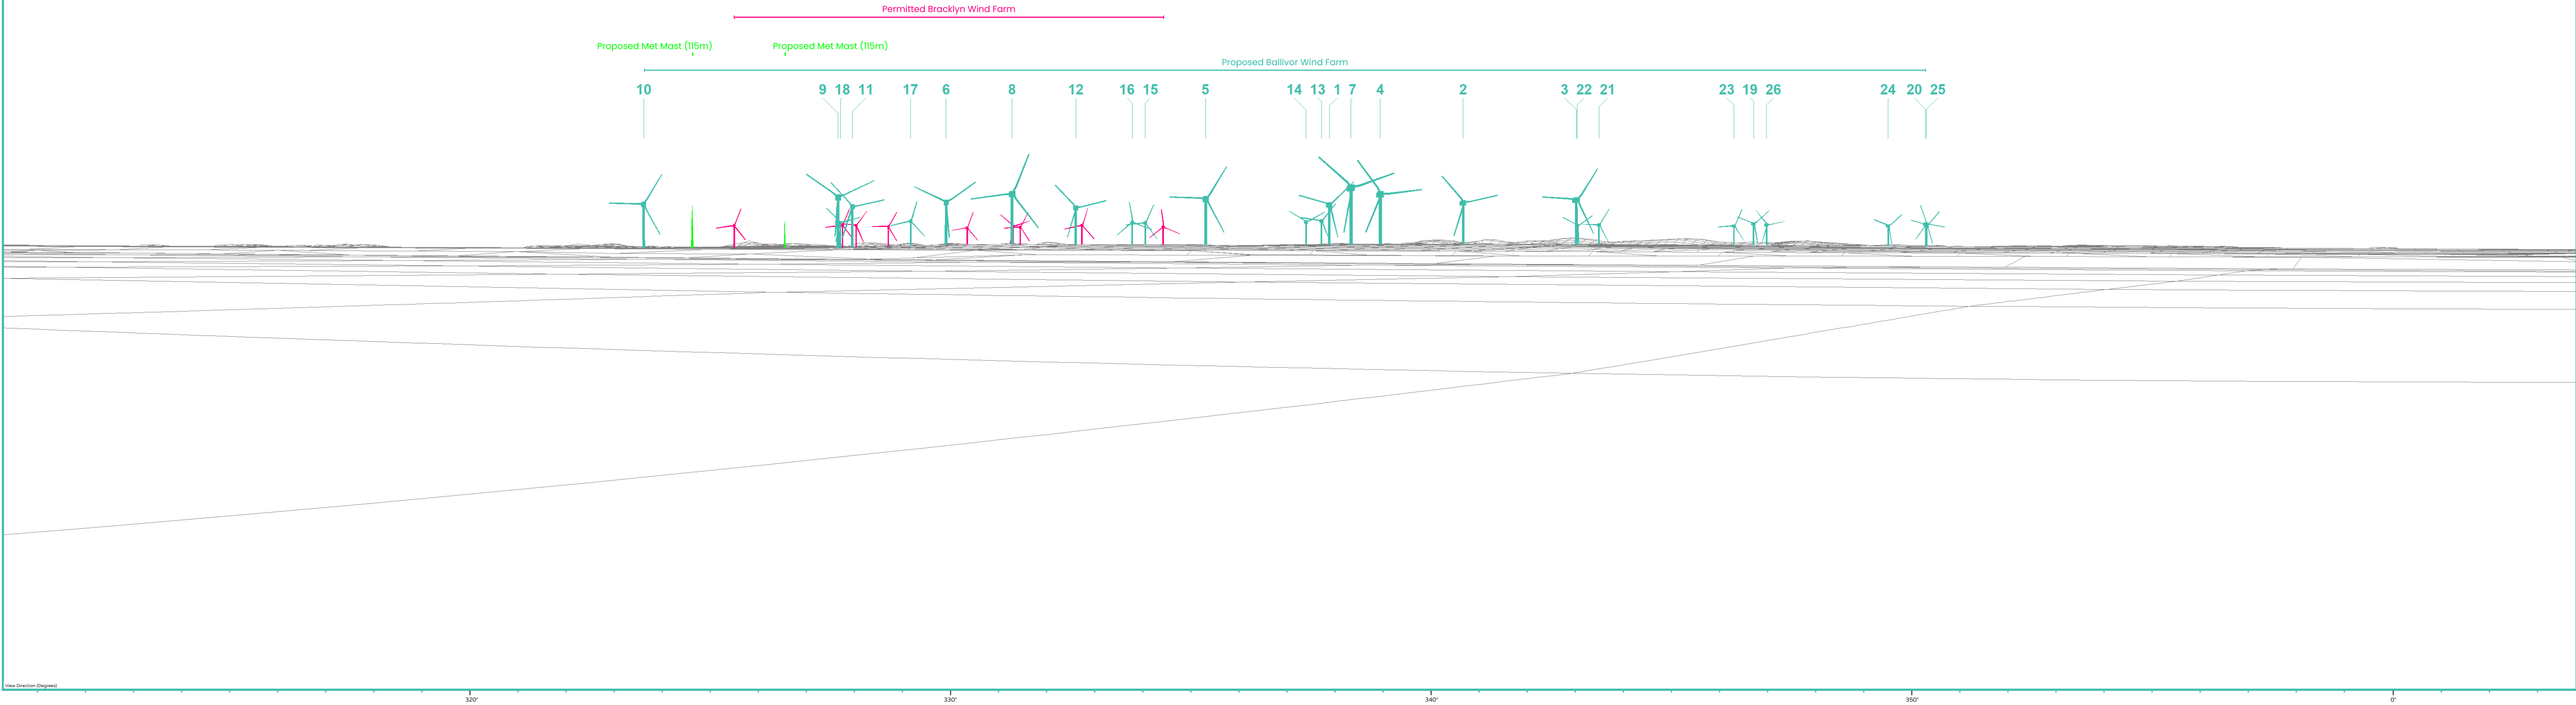 Permitted Bracklyn Wind Farm
Proposed Met Mast (115m) Proposed Met Mast (115m)
Proposed Ballivor Wind Farm
10 9 18 11 17 6 8 12 16 15 5 14 13 1 7 4 2 3 22 21 23 19 26 24 20 25
View Direction (Degrees)
320° 330° 340° 350° 0°